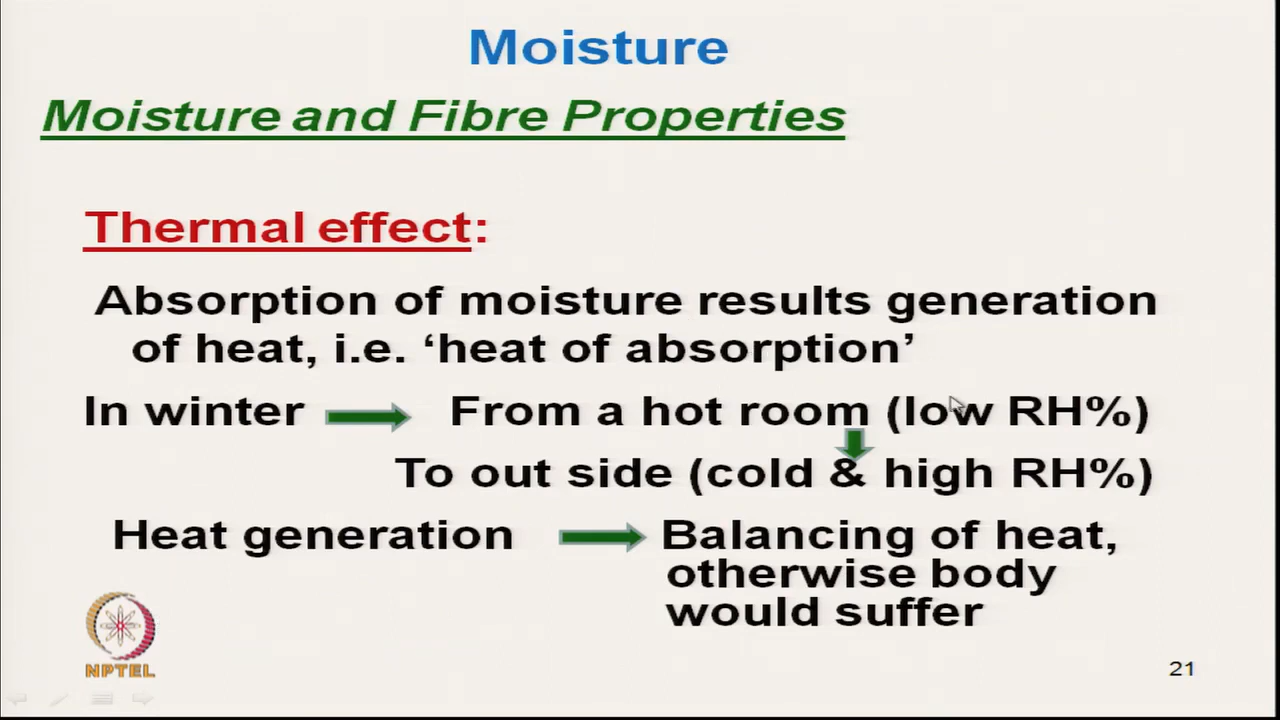 Moisture
Moisture and Fibre Properties
Thermal effect:
Absorption of moisture results generation
of heat, i.e. ‘heat of absorption’
In winter From a hot room (low RH%)
To out side (cold & high RH%)
Heat generation Balancing of heat,
otherwise body
would suffer
NPTEL
21